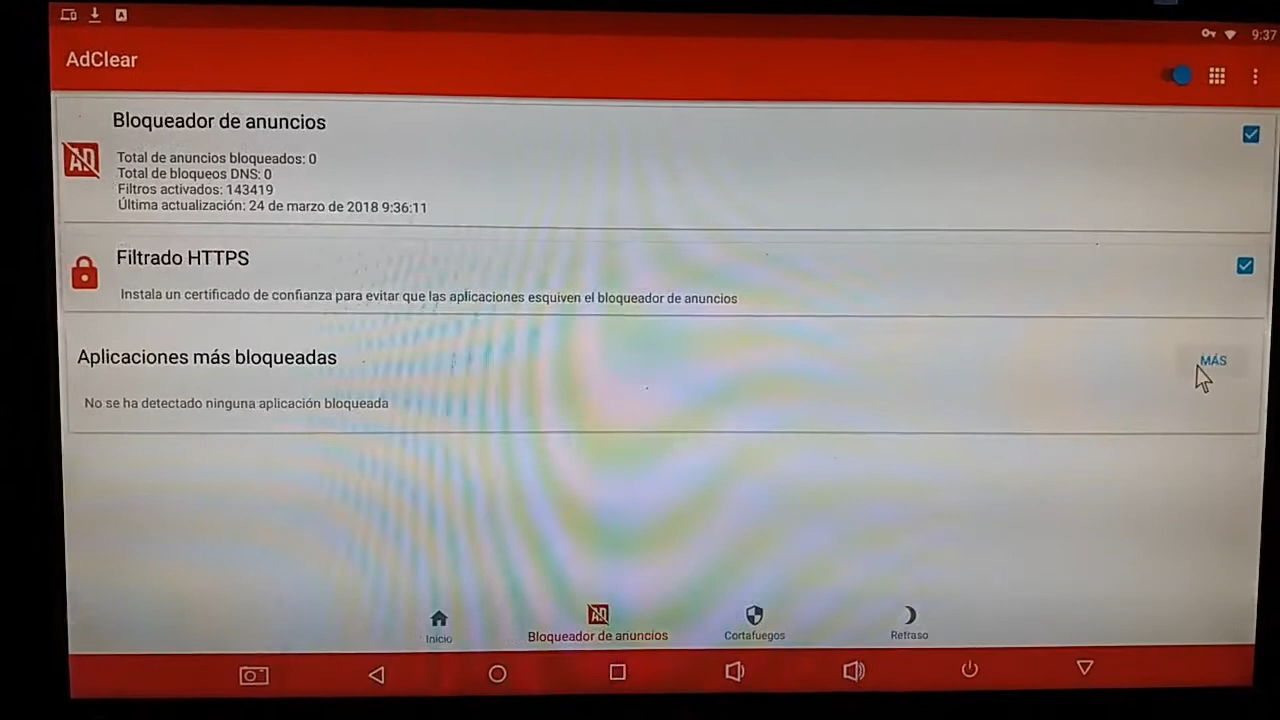 9:37
AdClear
Bloqueador de anuncios
AD
Total de anuncios bloqueados: 0
Total de bloqueos DNS: 0
Filtros activados: 143419
Última actualización: 24 de marzo de 2018 9:36:11
Filtrado HTTPS
Instala un certificado de confianza para evitar que las aplicaciones esquiven el bloqueador de anuncios
Aplicaciones más bloqueadas
MÁS
No se ha detectado ninguna aplicación bloqueada
Inicio
AD
Bloqueador de anuncios
Cortafuegos
Retraso